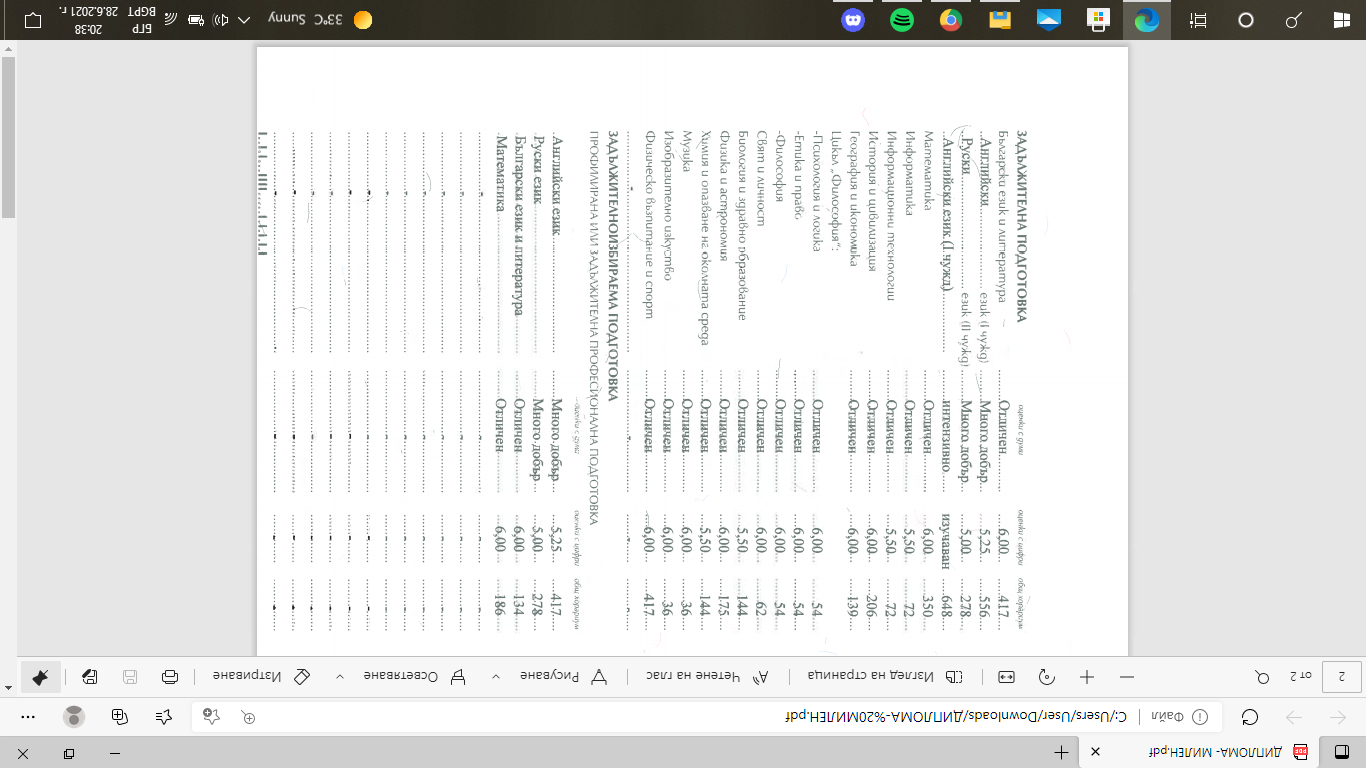 ДИПЛОМА- МИЛЕМ.pdf
Файл
C:/Users/User/Downloads/ДИПЛОМА-%20МИЛЕМ.pdf
2 от 2
Изглед на страница
Четене на глас
Рисуване
Осветяване
Изтриване
ЗАДЪЛЖИТЕЛНА ПОДГОТОВКА оценки с думи оценки с цифри общ хорариум
Български език и литература Отличен 6,00 417
Английски език (I чужд) Много добър 5,25 556
Руски език (II чужд) Много добър 5,00 278
Английски език (I. чужд) интензивно изучаван 648
Математика Отличен 6,00 350
Информатика Отличен 5,50 72
Информационни технологии Отличен 5,50 72
История и цивилизация Отличен 6,00 206
География и икономика Отличен 6,00 139
Цикъл „Философия“:
-Психология и логика Отличен 6,00 54
-Етика и право Отличен 6,00 54
-Философия Отличен 6,00 54
Свят и личност Отличен 6,00 62
Биология и здравно образование Отличен 5,50 144
Физика и астрономия Отличен 6,00 175
Химия и опазване на околната среда Отличен 5,50 144
Музика Отличен 6,00 36
Изобразително изкуство Отличен 6,00 36
Физическо възпитание и спорт Отличен 6,00 417
ЗАДЪЛЖИТЕЛНОИЗБИРАЕМА ПОДГОТОВКА
ПРОФИЛИРАНА ИЛИ ЗАДЪЛЖИТЕЛНА ПРОФЕСИОНАЛНА ПОДГОТОВКА
оценки с думи оценки с цифри общ хорариум
Английски език Много добър 5,25 417
Руски език Много добър 5,00 278
Български език и литература Отличен 6,00 134
Математика Отличен 6,00 186
33°C Sunny
БГР
BGPT
20:38
28.6.2021 г.